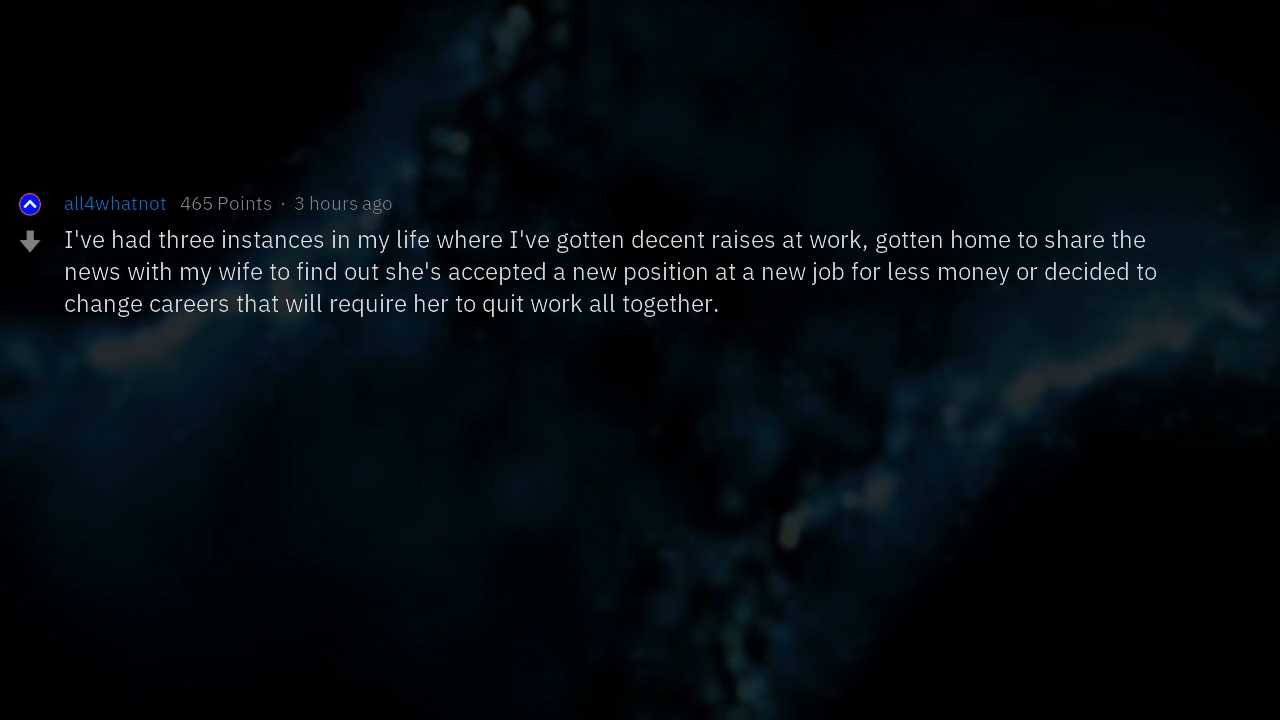 all4whatnot 465 Points · 3 hours ago
I've had three instances in my life where I've gotten decent raises at work, gotten home to share the
news with my wife to find out she's accepted a new position at a new job for less money or decided to
change careers that will require her to quit work all together.